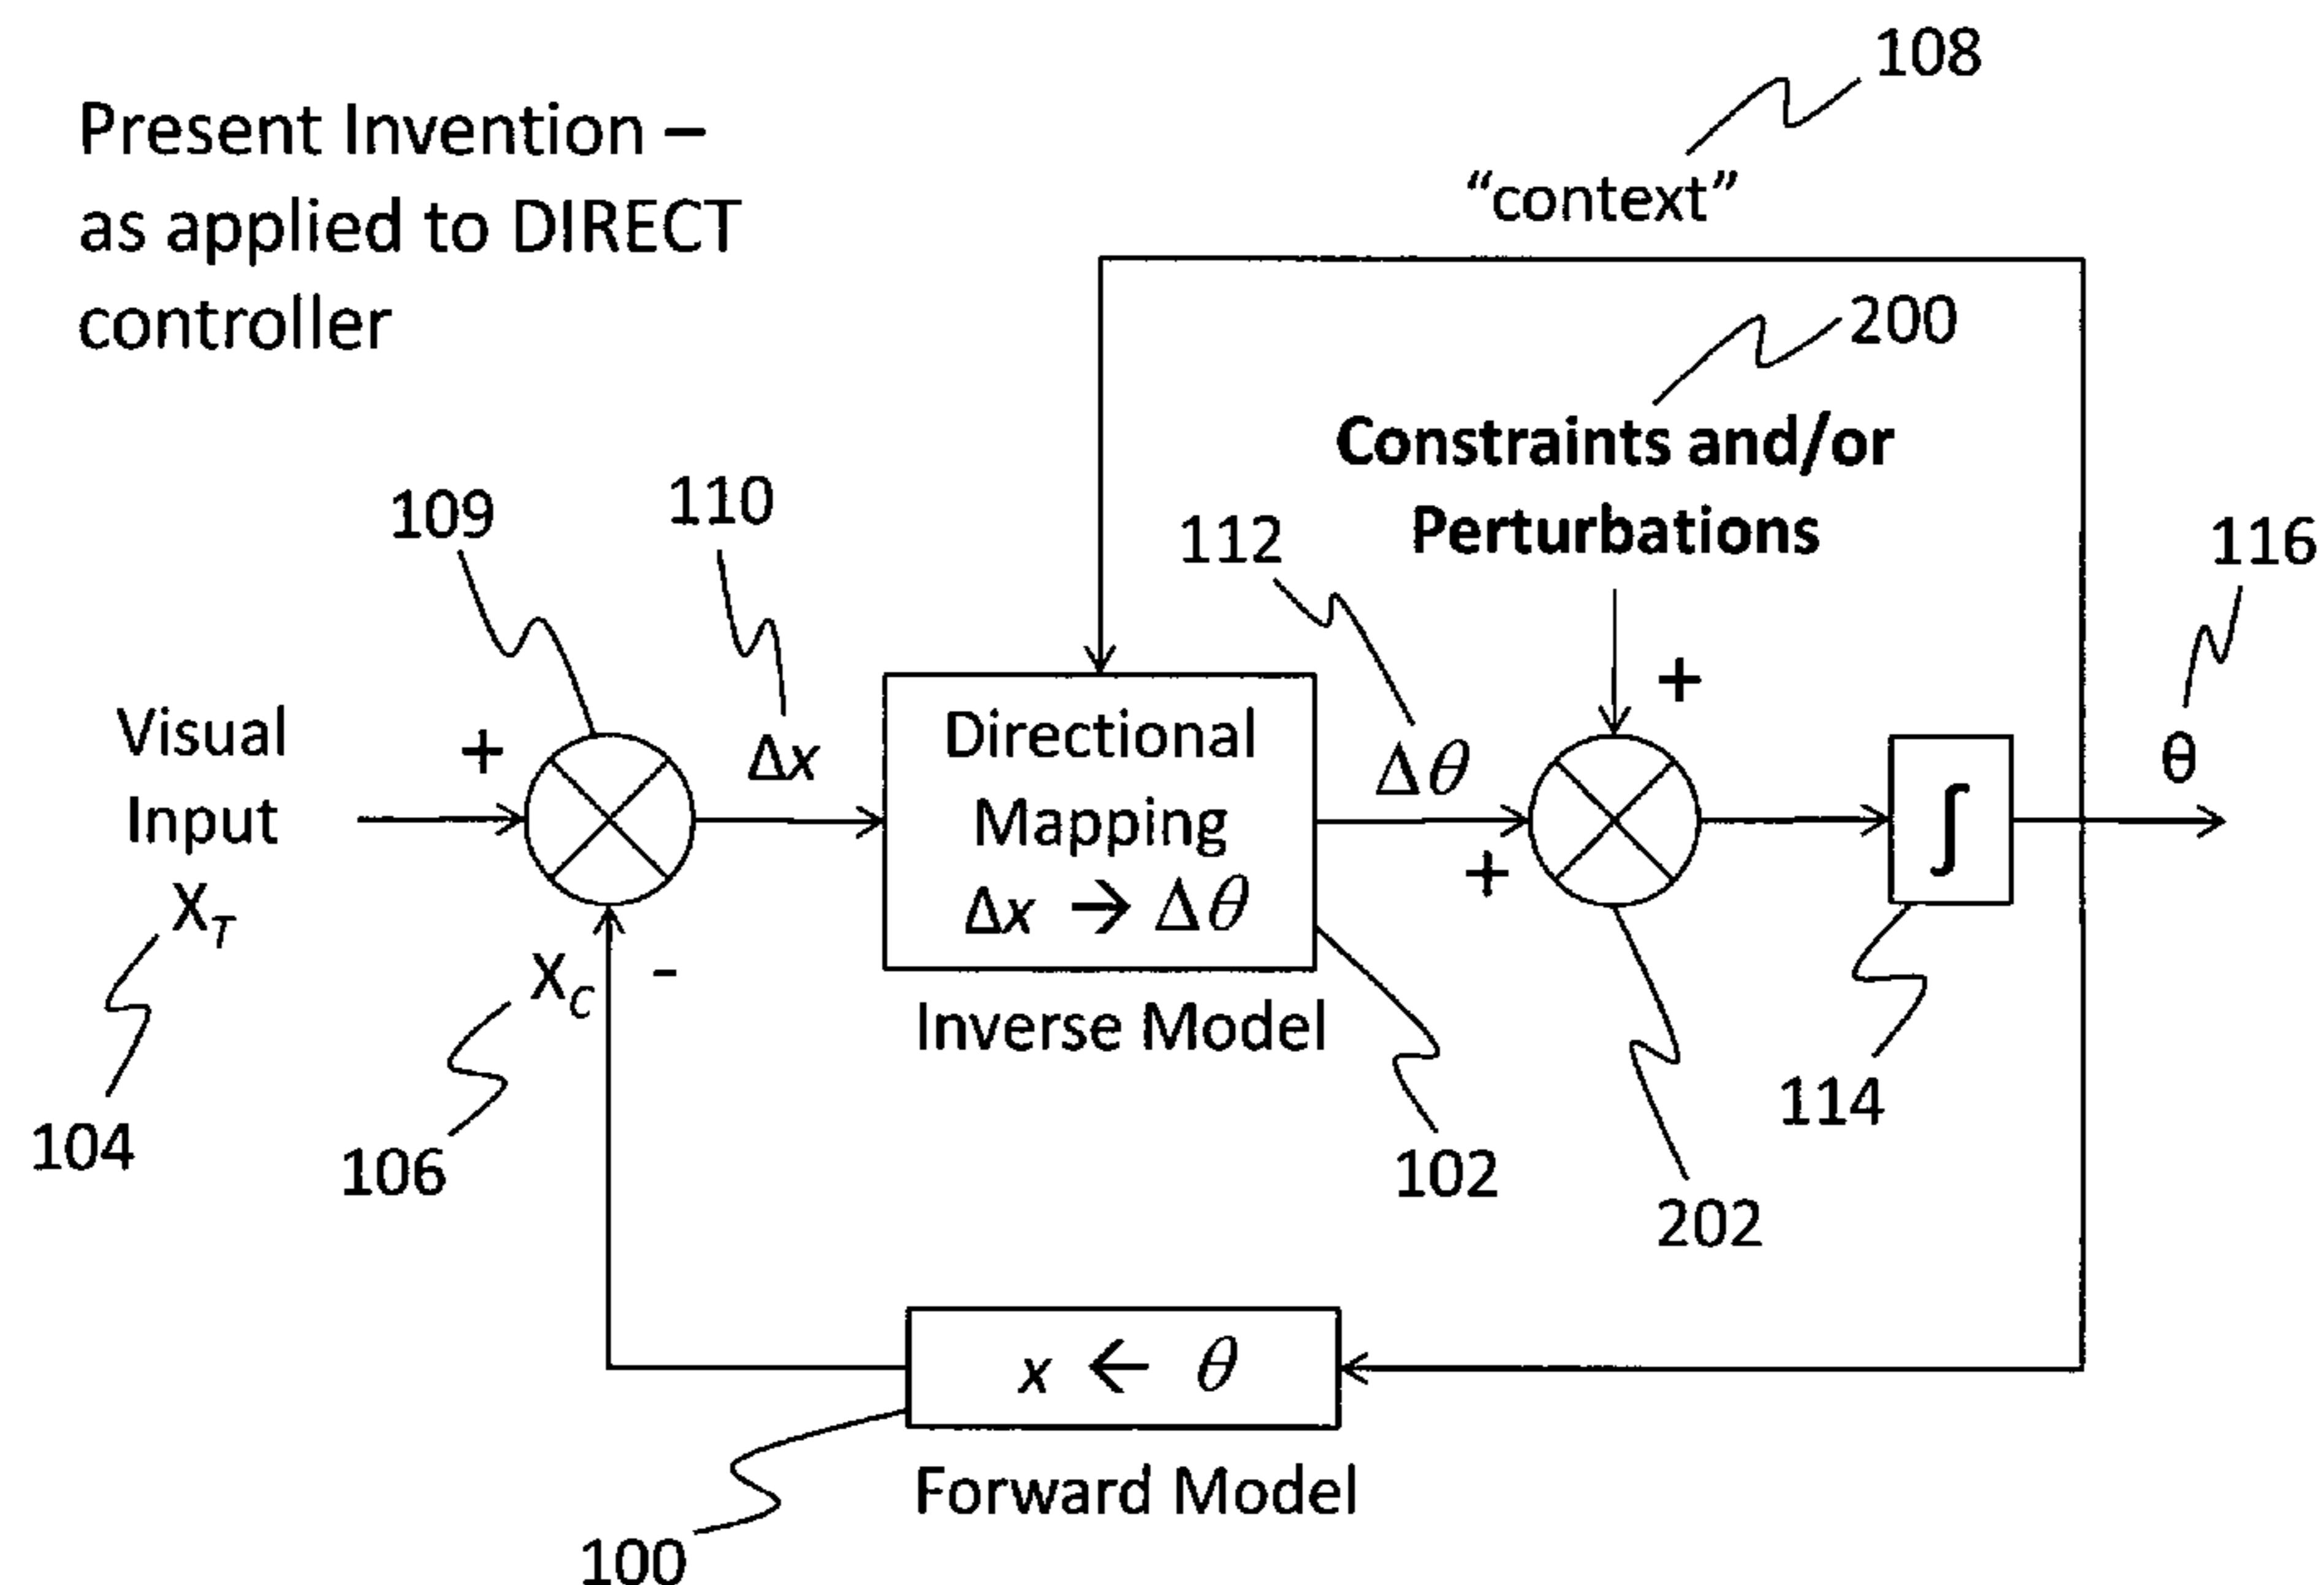 Present Invention –
as applied to DIRECT
controller
108
“context”
200
Constraints and/or
Perturbations
109
110
112
116
Visual
Input
X_T
+
Δx
Directional
Mapping
Δx → Δθ
Inverse Model
Δθ
+
+
∫
θ
X_C
-
104
106
102
202
114
x ← θ
Forward Model
100